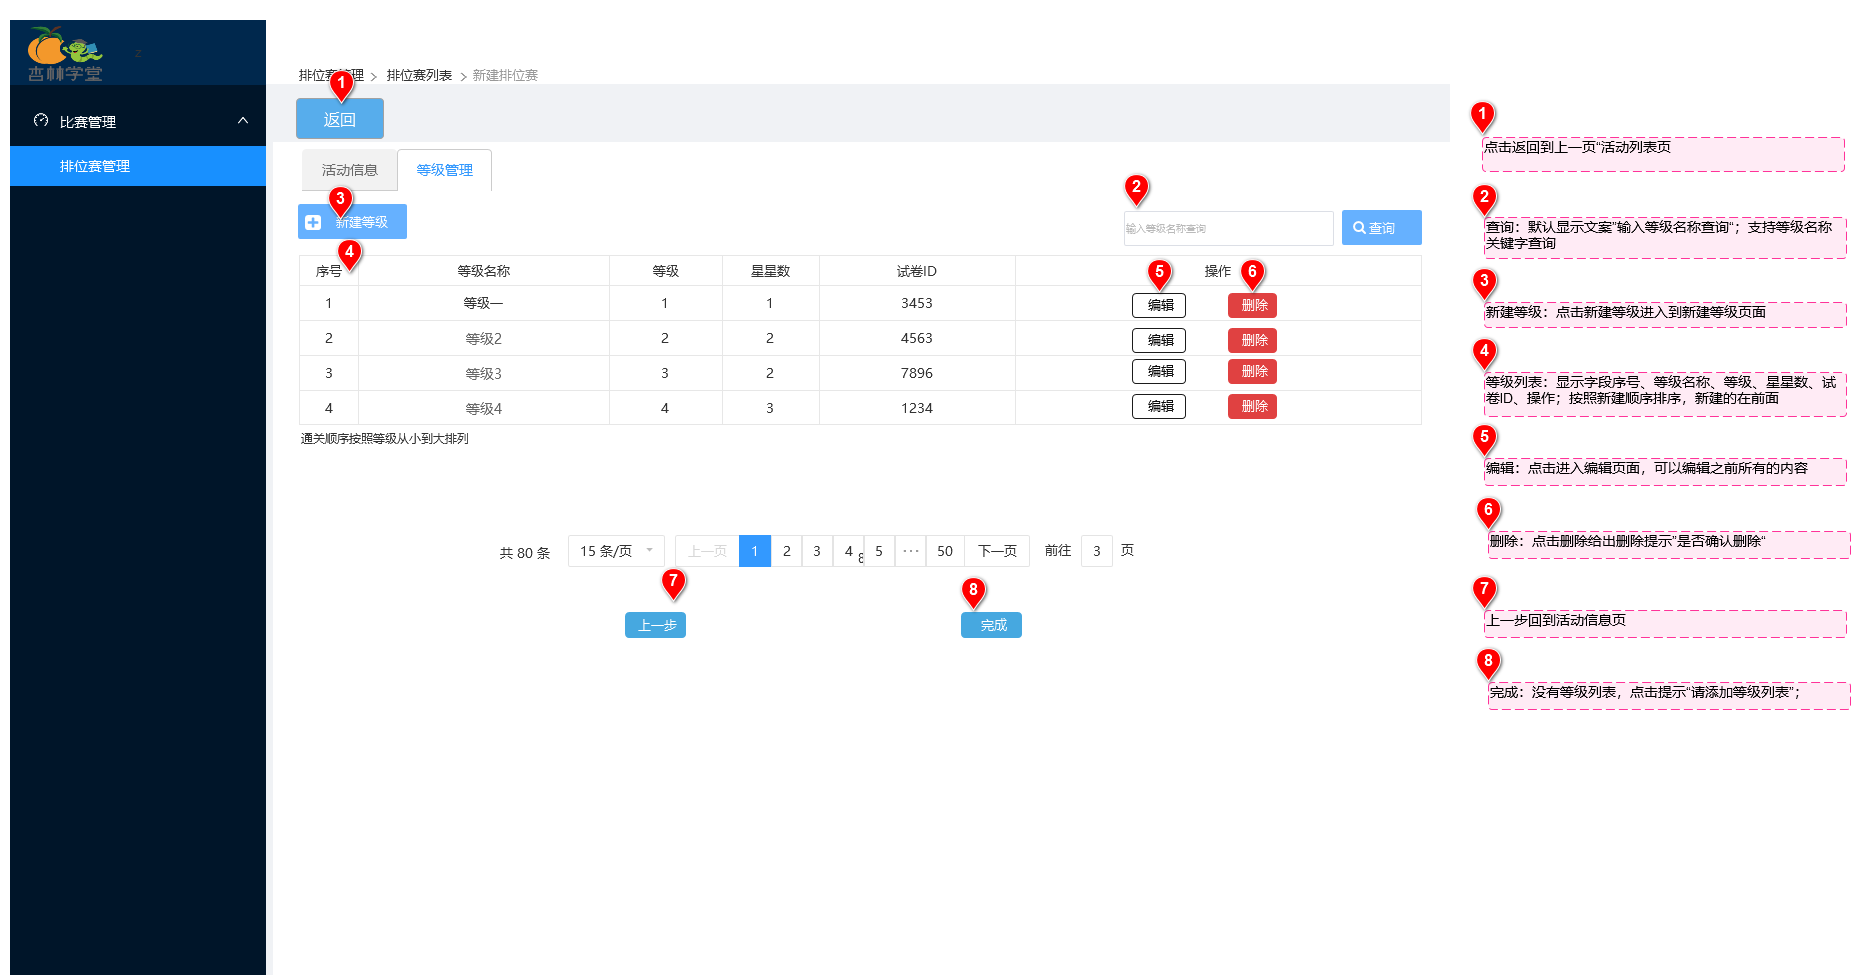 杏林学堂
z
比赛管理
排位赛管理
排位赛管理 > 排位赛列表 > 新建排位赛
1
返回
活动信息
等级管理
3
新建等级
2
输入等级名称查询
查询
4
5
6
序号 等级名称 等级 星星数 试卷ID 操作
1 等级一 1 1 3453 编辑 删除
2 等级2 2 2 4563 编辑 删除
3 等级3 3 2 7896 编辑 删除
4 等级4 4 3 1234 编辑 删除
通关顺序按照等级从小到大排列
共 80 条 15 条/页 上一页 1 2 3 4 8 5 ··· 50 下一页 前往 3 页
7
8
上一步
完成
1
点击返回到上一页“活动列表页
2
查询：默认显示文案”输入等级名称查询“；支持等级名称
关键字查询
3
新建等级：点击新建等级进入到新建等级页面
4
等级列表：显示字段序号、等级名称、等级、星星数、试
卷ID、操作；按照新建顺序排序，新建的在前面
5
编辑：点击进入编辑页面，可以编辑之前所有的内容
6
删除：点击删除给出删除提示”是否确认删除“
7
上一步回到活动信息页
8
完成：没有等级列表，点击提示“请添加等级列表”；